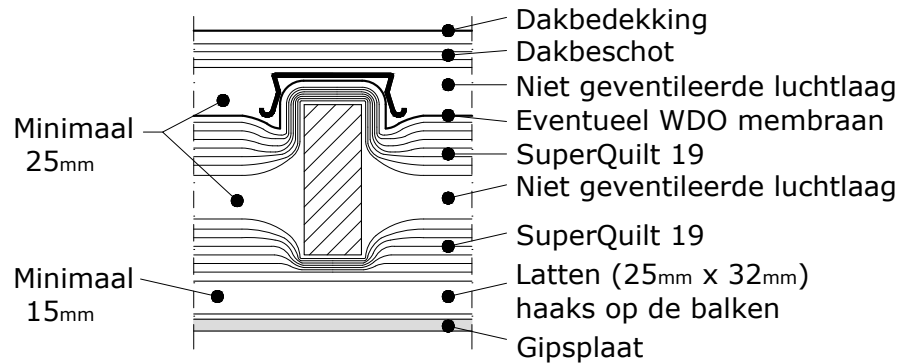 Dakbedekking
Dakbeschot
Niet geventileerde luchtlaag
Eventueel WDO membraan
SuperQuilt 19
Niet geventileerde luchtlaag
SuperQuilt 19
Latten (25mm x 32mm)
haaks op de balken
Gipsplaat
Minimaal
25mm
Minimaal
15mm